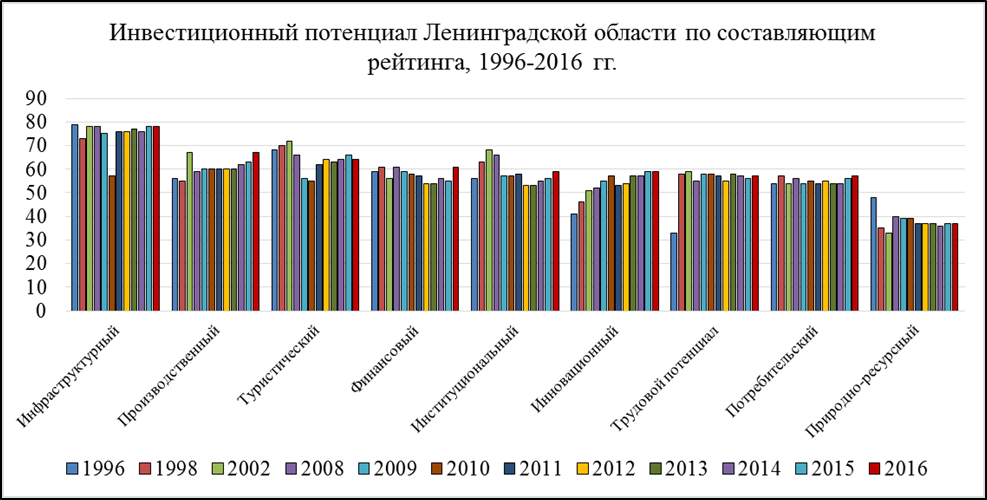 Инвестиционный потенциал Ленинградской области по составляющим
рейтинга, 1996-2016 гг.
90
80
70
60
50
40
30
20
10
0
Инфраструктурный
Производственный
Туристический
Финансовый
Институциональный
Инновационный
Трудовой потенциал
Потребительский
Природно-ресурсный
1996 1998 2002 2008 2009 2010 2011 2012 2013 2014 2015 2016